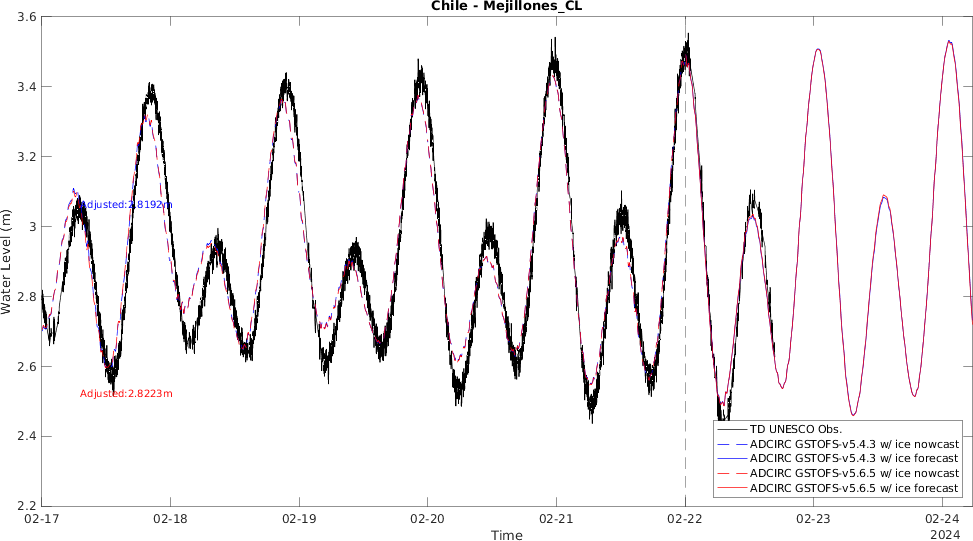 Chile - Mejillones_CL
3.6
3.4
3.2
3
2.8
2.6
2.4
2.2
Water Level (m)
Adjusted:2.8192m
Adjusted:2.8223m
TD UNESCO Obs.
ADCIRC GSTOFS-v5.4.3 w/ ice nowcast
ADCIRC GSTOFS-v5.4.3 w/ ice forecast
ADCIRC GSTOFS-v5.6.5 w/ ice nowcast
ADCIRC GSTOFS-v5.6.5 w/ ice forecast
02-17 02-18 02-19 02-20 02-21 02-22 02-23 02-24
Time
2024